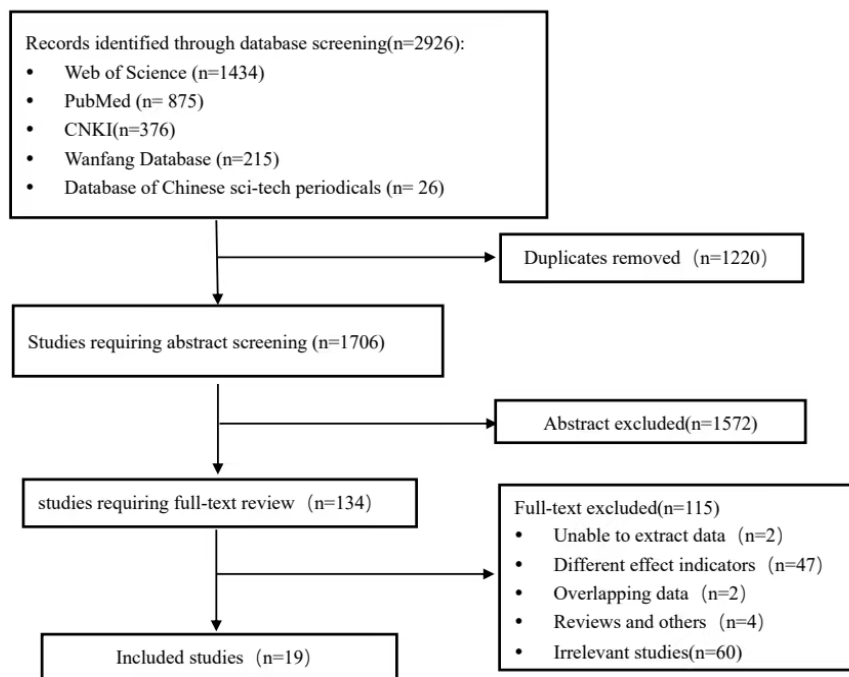 Records identified through database screening(n=2926):
• Web of Science (n=1434)
• PubMed (n= 875)
• CNKI(n=376)
• Wanfang Database (n=215)
• Database of Chinese sci-tech periodicals (n= 26)
Duplicates removed（n=1220）
Studies requiring abstract screening (n=1706)
Abstract excluded(n=1572)
studies requiring full-text review（n=134）
Full-text excluded(n=115)
• Unable to extract data（n=2）
• Different effect indicators（n=47）
• Overlapping data（n=2）
• Reviews and others（n=4）
• Irrelevant studies(n=60)
Included studies（n=19）